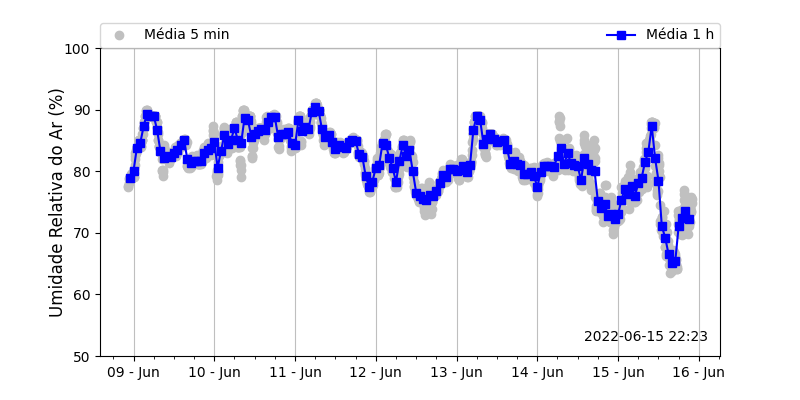 Média 5 min
Média 1 h
Umidade Relativa do Ar (%)
100
90
80
70
60
50
2022-06-15 22:23
09 - Jun
10 - Jun
11 - Jun
12 - Jun
13 - Jun
14 - Jun
15 - Jun
16 - Jun